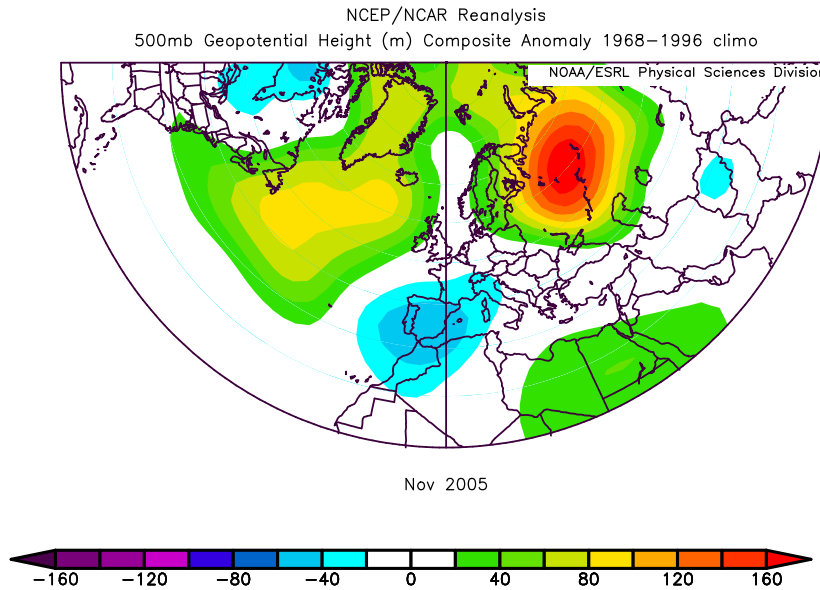 NCEP/NCAR Reanalysis
500mb Geopotential Height (m) Composite Anomaly 1968−1996 climo
NOAA/ESRL Physical Sciences Division
Nov 2005
−160 −120 −80 −40 0 40 80 120 160